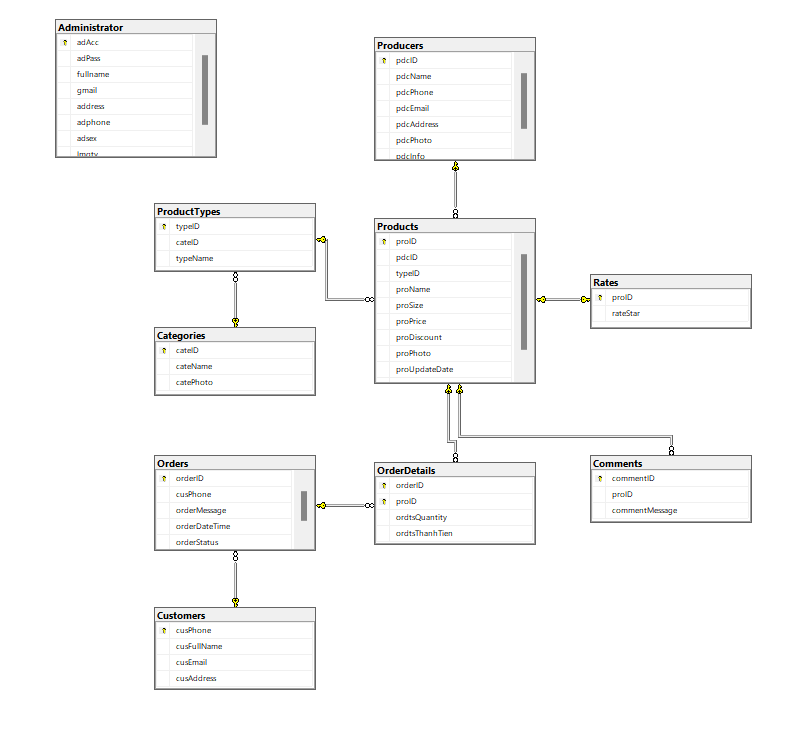 Administrator
adAcc
adPass
fullname
gmail
address
adphone
adsex
Producers
pdcID
pdcName
pdcPhone
pdcEmail
pdcAddress
pdcPhoto
pdcInfo
ProductTypes
typeID
cateID
typeName
Products
proID
pdcID
typeID
proName
proSize
proPrice
proDiscount
proPhoto
proUpdateDate
Rates
proID
rateStar
Categories
cateID
cateName
catePhoto
Orders
orderID
cusPhone
orderMessage
orderDateTime
orderStatus
OrderDetails
orderID
proID
ordtsQuantity
ordtsThanhTien
Comments
commentID
proID
commentMessage
Customers
cusPhone
cusFullName
cusEmail
cusAddress